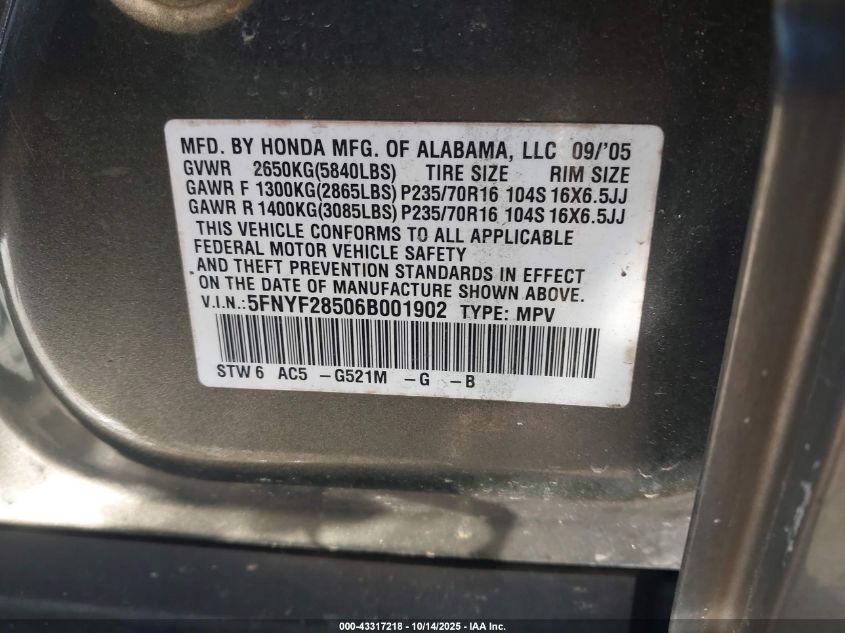 MFD. BY HONDA MFG. OF ALABAMA, LLC 09/'05
GVWR 2650KG(5840LBS) TIRE SIZE RIM SIZE
GAWR F 1300KG(2865LBS) P235/70R16 104S 16X6.5JJ
GAWR R 1400KG(3085LBS) P235/70R16 104S 16X6.5JJ
THIS VEHICLE CONFORMS TO ALL APPLICABLE
FEDERAL MOTOR VEHICLE SAFETY
AND THEFT PREVENTION STANDARDS IN EFFECT
ON THE DATE OF MANUFACTURE SHOWN ABOVE.
V.I.N.: 5FNYF28506B001902 TYPE: MPV
STW6 AC5 -G521M -G -B
000-43317218 - 10/14/2025 - IAA Inc.